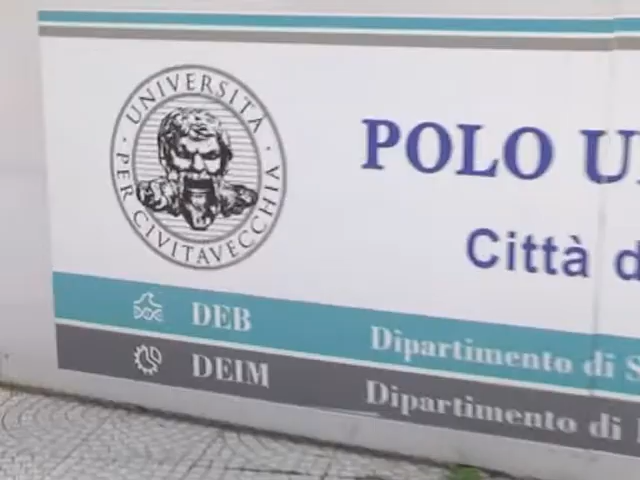 UNIVERSITÀ
PER CIVITAVECCHIA
POLO
Città
DEB Dipartimento di
DEIM Dipartimento di